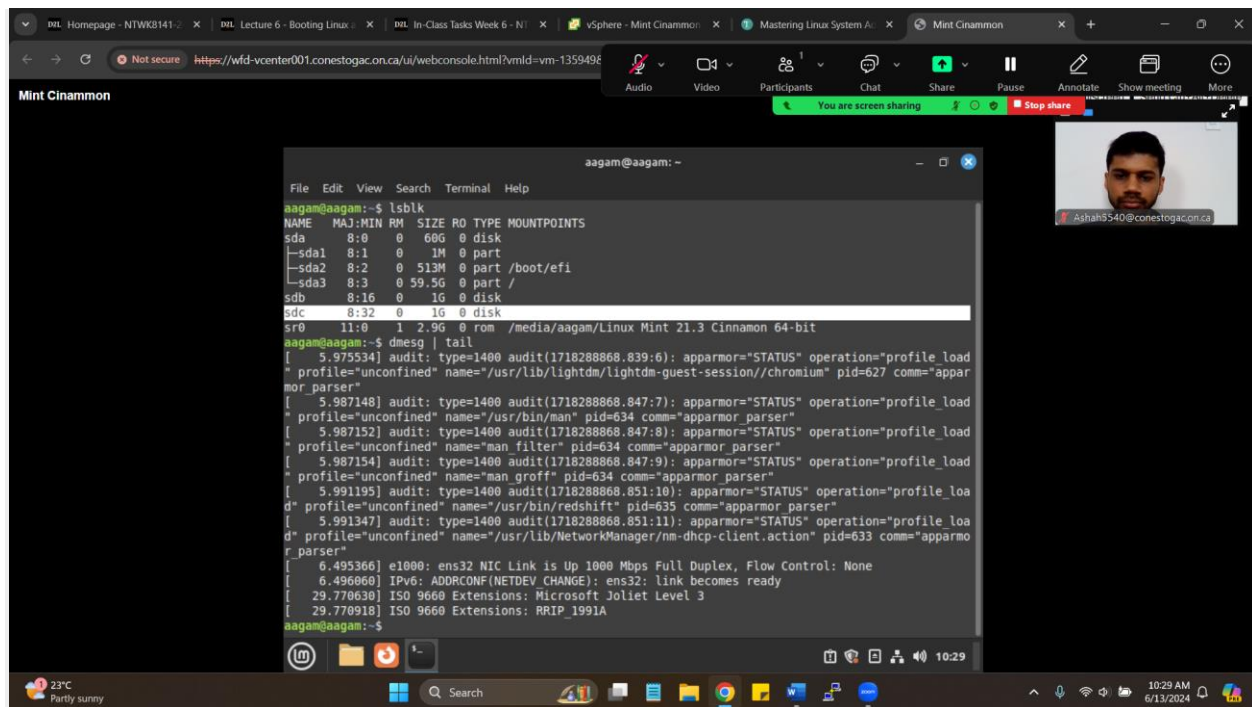 Homepage - NTWK8141-2
Lecture 6 - Booting Linux a
In-Class Tasks Week 6 - NT
vSphere - Mint Cinammon
Mastering Linux System Ad
Mint Cinammon
Not secure https://wfd-vcenter001.conestogac.on.ca/ui/webconsole.html?vmId=vm-1359498
Audio Video Participants 1 Chat Share Pause Annotate Show meeting More
Mint Cinammon
You are screen sharing Stop share
aagam@aagam: ~
Ashah5540@conestogac.on.ca
File Edit View Search Terminal Help
aagam@aagam:~$ lsblk
NAME MAJ:MIN RM SIZE RO TYPE MOUNTPOINTS
sda 8:0 0 60G 0 disk
├─sda1 8:1 0 1M 0 part
├─sda2 8:2 0 513M 0 part /boot/efi
└─sda3 8:3 0 59.5G 0 part /
sdb 8:16 0 1G 0 disk
sdc 8:32 0 1G 0 disk
sr0 11:0 1 2.9G 0 rom /media/aagam/Linux Mint 21.3 Cinnamon 64-bit
aagam@aagam:~$ dmesg | tail
[ 5.975534] audit: type=1400 audit(1718288868.839:6): apparmor="STATUS" operation="profile_load
" profile="unconfined" name="/usr/lib/lightdm/lightdm-guest-session//chromium" pid=627 comm="appar
mor_parser"
[ 5.987148] audit: type=1400 audit(1718288868.847:7): apparmor="STATUS" operation="profile_load
" profile="unconfined" name="/usr/bin/man" pid=634 comm="apparmor_parser"
[ 5.987152] audit: type=1400 audit(1718288868.847:8): apparmor="STATUS" operation="profile_load
" profile="unconfined" name="man_filter" pid=634 comm="apparmor_parser"
[ 5.987154] audit: type=1400 audit(1718288868.847:9): apparmor="STATUS" operation="profile_load
" profile="unconfined" name="man_groff" pid=634 comm="apparmor_parser"
[ 5.991195] audit: type=1400 audit(1718288868.851:10): apparmor="STATUS" operation="profile_loa
d" profile="unconfined" name="/usr/bin/redshift" pid=635 comm="apparmor_parser"
[ 5.991347] audit: type=1400 audit(1718288868.851:11): apparmor="STATUS" operation="profile_loa
d" profile="unconfined" name="/usr/lib/NetworkManager/nm-dhcp-client.action" pid=633 comm="apparmo
r_parser"
[ 6.495366] e1000: ens32 NIC Link is Up 1000 Mbps Full Duplex, Flow Control: None
[ 6.496060] IPv6: ADDRCONF(NETDEV_CHANGE): ens32: link becomes ready
[ 29.770630] ISO 9660 Extensions: Microsoft Joliet Level 3
[ 29.770918] ISO 9660 Extensions: RRIP_1991A
aagam@aagam:~$
10:29
23°C
Partly sunny
Search
10:29 AM
6/13/2024